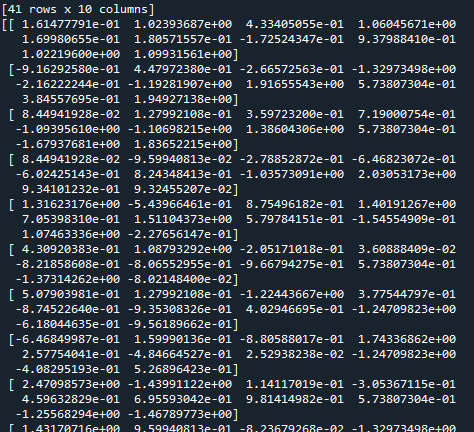 [41 rows x 10 columns]
[[ 1.61477791e-01  1.02393687e+00  4.33405055e-01  1.06045671e+00
   1.69980655e-01  1.80571557e-01 -1.72524347e-01  9.37988410e-01
   1.02219600e+00  1.09931561e+00]
 [-9.16292580e-01  4.47972380e-01 -2.66572563e-01 -1.32973498e+00
  -2.16222244e-01 -1.19281907e+00  1.91655543e+00  5.73807304e-01
   3.84557695e-01  1.94927138e+00]
 [ 8.44941928e-02  1.27992108e-01  3.59723200e-01  7.19000754e-01
  -1.09395610e+00 -1.10698215e+00  1.38604306e+00  5.73807304e-01
  -1.67937681e+00  1.83652215e+00]
 [ 8.44941928e-02 -9.59940813e-02 -2.78852872e-01 -6.46823072e-01
  -6.02425143e-01  8.24348413e-01 -1.03573091e+00  2.03053173e+00
   9.34101232e-01  9.32455207e-02]
 [ 1.31623176e+00 -5.43966461e-01  8.75496182e-01  1.40191267e+00
   7.05398310e-01  1.51104373e+00  5.79784151e-01 -1.54554909e-01
   1.07463336e+00 -2.27656147e-01]
 [ 4.30920383e-01  1.08793292e+00 -2.05171018e-01  3.60888409e-02
  -8.21858608e-01 -8.06552955e-01 -9.66794275e-01  5.73807304e-01
  -1.37314262e+00 -8.02148400e-02]
 [ 5.07903981e-01  1.27992108e-01 -1.22443667e+00  3.77544797e-01
  -8.74522640e-01 -9.35308326e-01  4.02946695e-01 -1.24709823e+00
  -6.18044635e-01 -9.56189662e-01]
 [-6.46849987e-01  1.59990136e-01 -8.80588017e-01  1.74336862e+00
   2.57754041e-01 -4.84664527e-01  2.52938238e-02 -1.24709823e+00
  -4.08295193e-01  5.26896423e-01]
 [ 2.47098573e+00 -1.43991122e+00  1.14117019e-01 -3.05367115e-01
   4.59632829e-01  6.95593042e-01  9.81414982e-01  5.73807304e-01
  -1.25568294e+00 -1.46789773e+00]
 [ 1.43170716e+00  9.59940813e-01 -8.23679268e-02 -1.32973498e+00